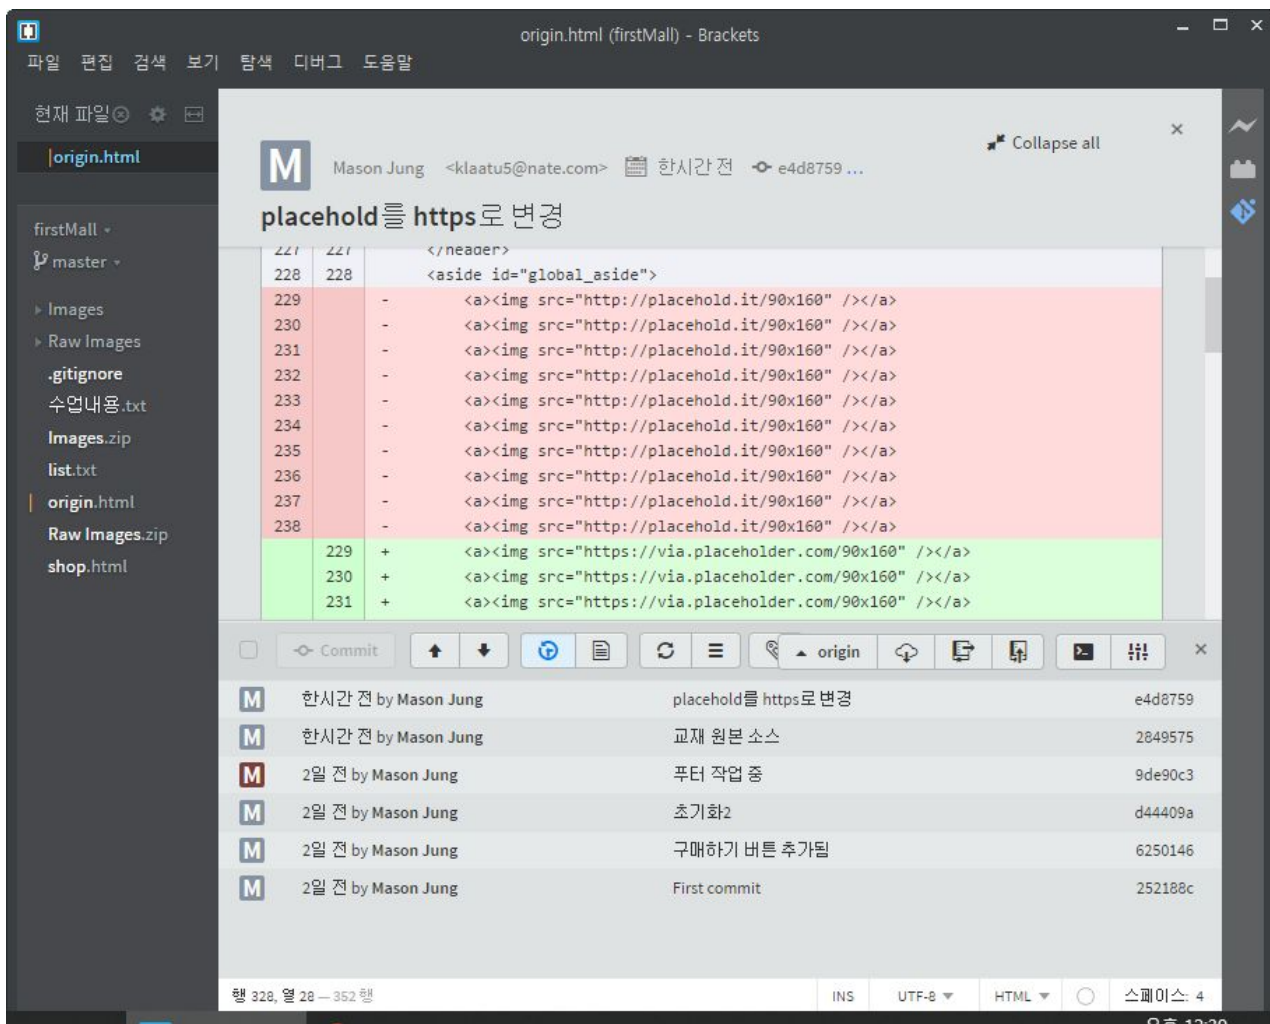 origin.html (firstMall) - Brackets
파일 편집 검색 보기 탐색 디버그 도움말
현재 파일
origin.html
firstMall
master
Images
Raw Images
.gitignore
수업내용.txt
Images.zip
list.txt
origin.html
Raw Images.zip
shop.html
Collapse all
M Mason Jung <klaatu5@nate.com> 한시간 전 e4d8759 ...
placehold를 https로 변경
227 227 </header>
228 228 <aside id="global_aside">
229 - <a><img src="http://placehold.it/90x160" /></a>
230 - <a><img src="http://placehold.it/90x160" /></a>
231 - <a><img src="http://placehold.it/90x160" /></a>
232 - <a><img src="http://placehold.it/90x160" /></a>
233 - <a><img src="http://placehold.it/90x160" /></a>
234 - <a><img src="http://placehold.it/90x160" /></a>
235 - <a><img src="http://placehold.it/90x160" /></a>
236 - <a><img src="http://placehold.it/90x160" /></a>
237 - <a><img src="http://placehold.it/90x160" /></a>
238 - <a><img src="http://placehold.it/90x160" /></a>
229 + <a><img src="https://via.placeholder.com/90x160" /></a>
230 + <a><img src="https://via.placeholder.com/90x160" /></a>
231 + <a><img src="https://via.placeholder.com/90x160" /></a>
Commit origin
M 한시간 전 by Mason Jung placehold를 https로 변경 e4d8759
M 한시간 전 by Mason Jung 교재 원본 소스 2849575
M 2일 전 by Mason Jung 푸터 작업 중 9de90c3
M 2일 전 by Mason Jung 초기화2 d44409a
M 2일 전 by Mason Jung 구매하기 버튼 추가됨 6250146
M 2일 전 by Mason Jung First commit 252188c
행 328, 열 28 — 352 행 INS UTF-8 HTML 스페이스: 4